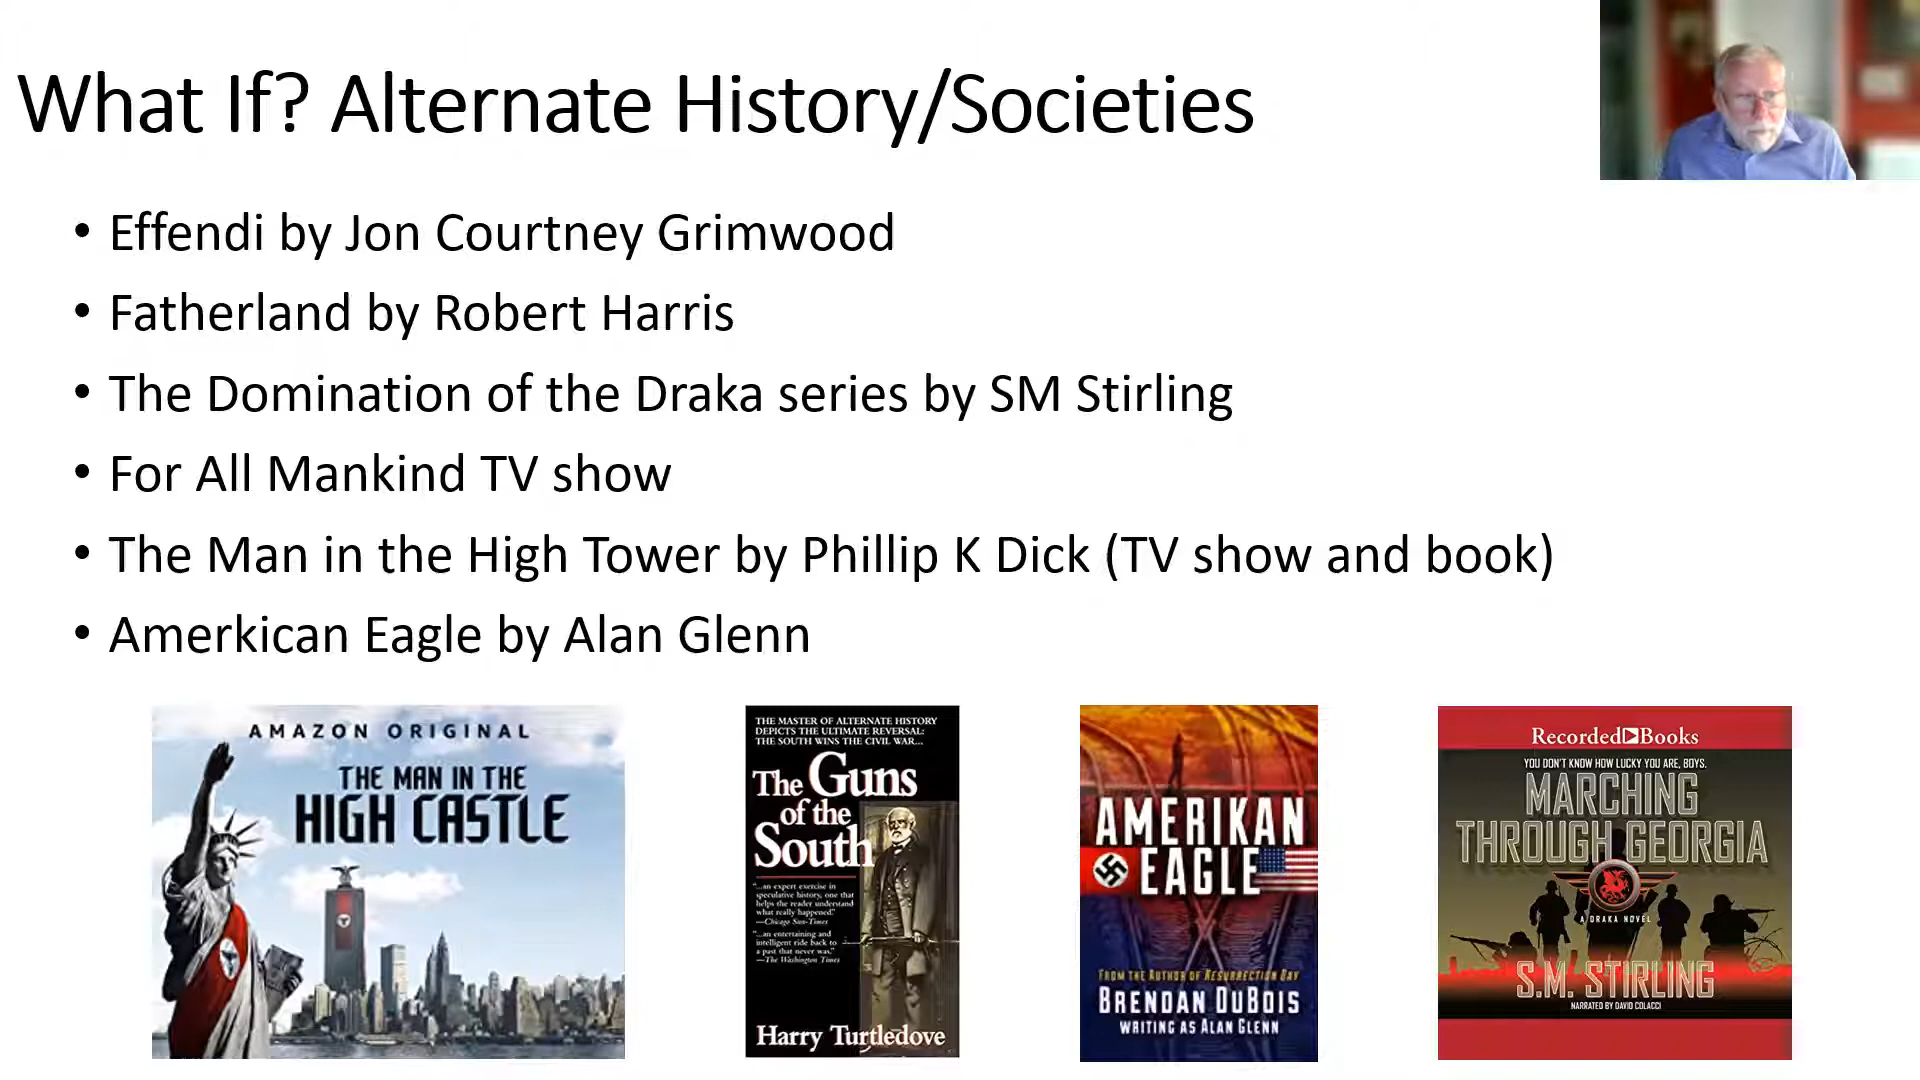 What If? Alternate History/Societies
• Effendi by Jon Courtney Grimwood
• Fatherland by Robert Harris
• The Domination of the Draka series by SM Stirling
• For All Mankind TV show
• The Man in the High Tower by Phillip K Dick (TV show and book)
• Amerkican Eagle by Alan Glenn
AMAZON ORIGINAL
THE MAN IN THE
HIGH CASTLE
THE MASTER OF ALTERNATE HISTORY
DEPICTS THE ULTIMATE REVERSAL:
THE SOUTH WINS THE CIVIL WAR...
The Guns
of the
South
"...an expert exercise in
speculative history, one that
helps the reader understand
what really happened."
—Chicago Sun-Times
"...an entertaining and
intelligent ride back to
a past that never was."
—The Washington Times
Harry Turtledove
AMERIKAN
EAGLE
FROM THE AUTHOR OF RESURRECTION DAY
BRENDAN DUBOIS
WRITING AS ALAN GLENN
Recorded Books
YOU DON'T KNOW HOW LUCKY YOU ARE, BOYS.
MARCHING
THROUGH GEORGIA
A DRAKA NOVEL
S.M. STIRLING
NARRATED BY DAVID COLACCI